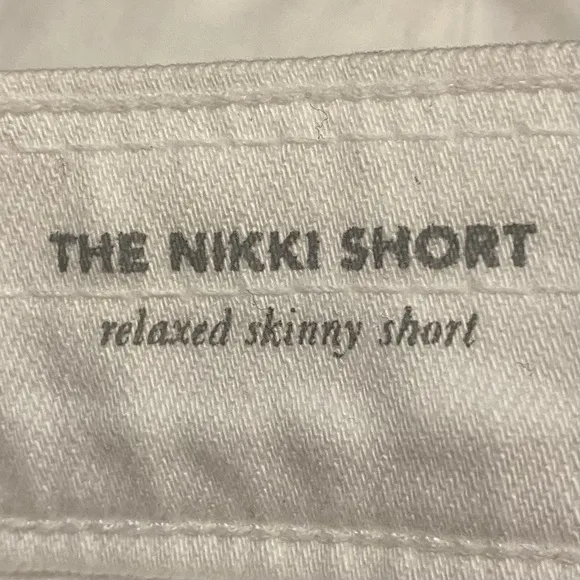 THE NIKKI SHORT
relaxed skinny short